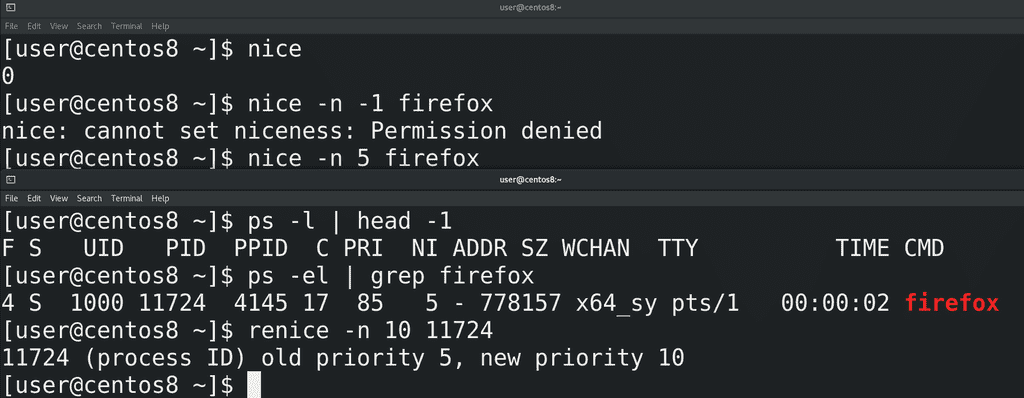 user@centos8:~
File Edit View Search Terminal Help
[user@centos8 ~]$ nice
0
[user@centos8 ~]$ nice -n -1 firefox
nice: cannot set niceness: Permission denied
[user@centos8 ~]$ nice -n 5 firefox
user@centos8:~
File Edit View Search Terminal Help
[user@centos8 ~]$ ps -l | head -1
F S   UID   PID  PPID  C PRI  NI ADDR SZ WCHAN  TTY          TIME CMD
[user@centos8 ~]$ ps -el | grep firefox
4 S  1000 11724  4145 17  85   5 - 778157 x64_sy pts/1   00:00:02 firefox
[user@centos8 ~]$ renice -n 10 11724
11724 (process ID) old priority 5, new priority 10
[user@centos8 ~]$